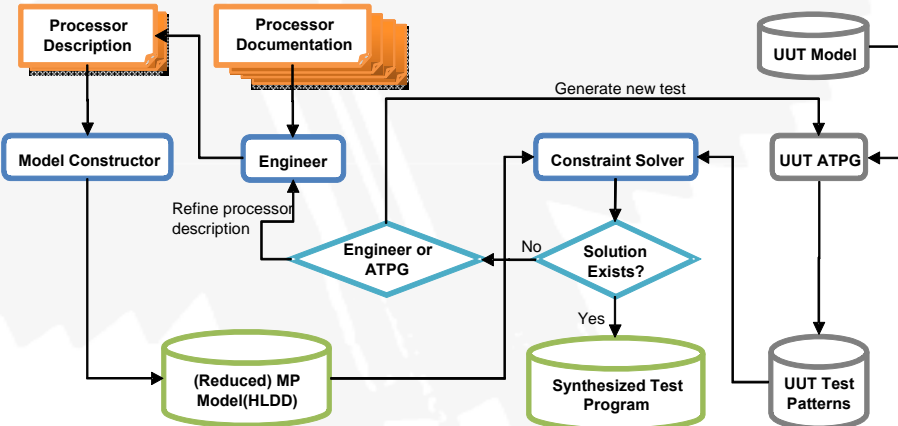 Processor
Description
Processor
Documentation
UUT Model
Generate new test
Model Constructor
Engineer
Constraint Solver
UUT ATPG
Refine processor
description
Engineer or
ATPG
No
Solution
Exists?
Yes
(Reduced) MP
Model(HLDD)
Synthesized Test
Program
UUT Test
Patterns